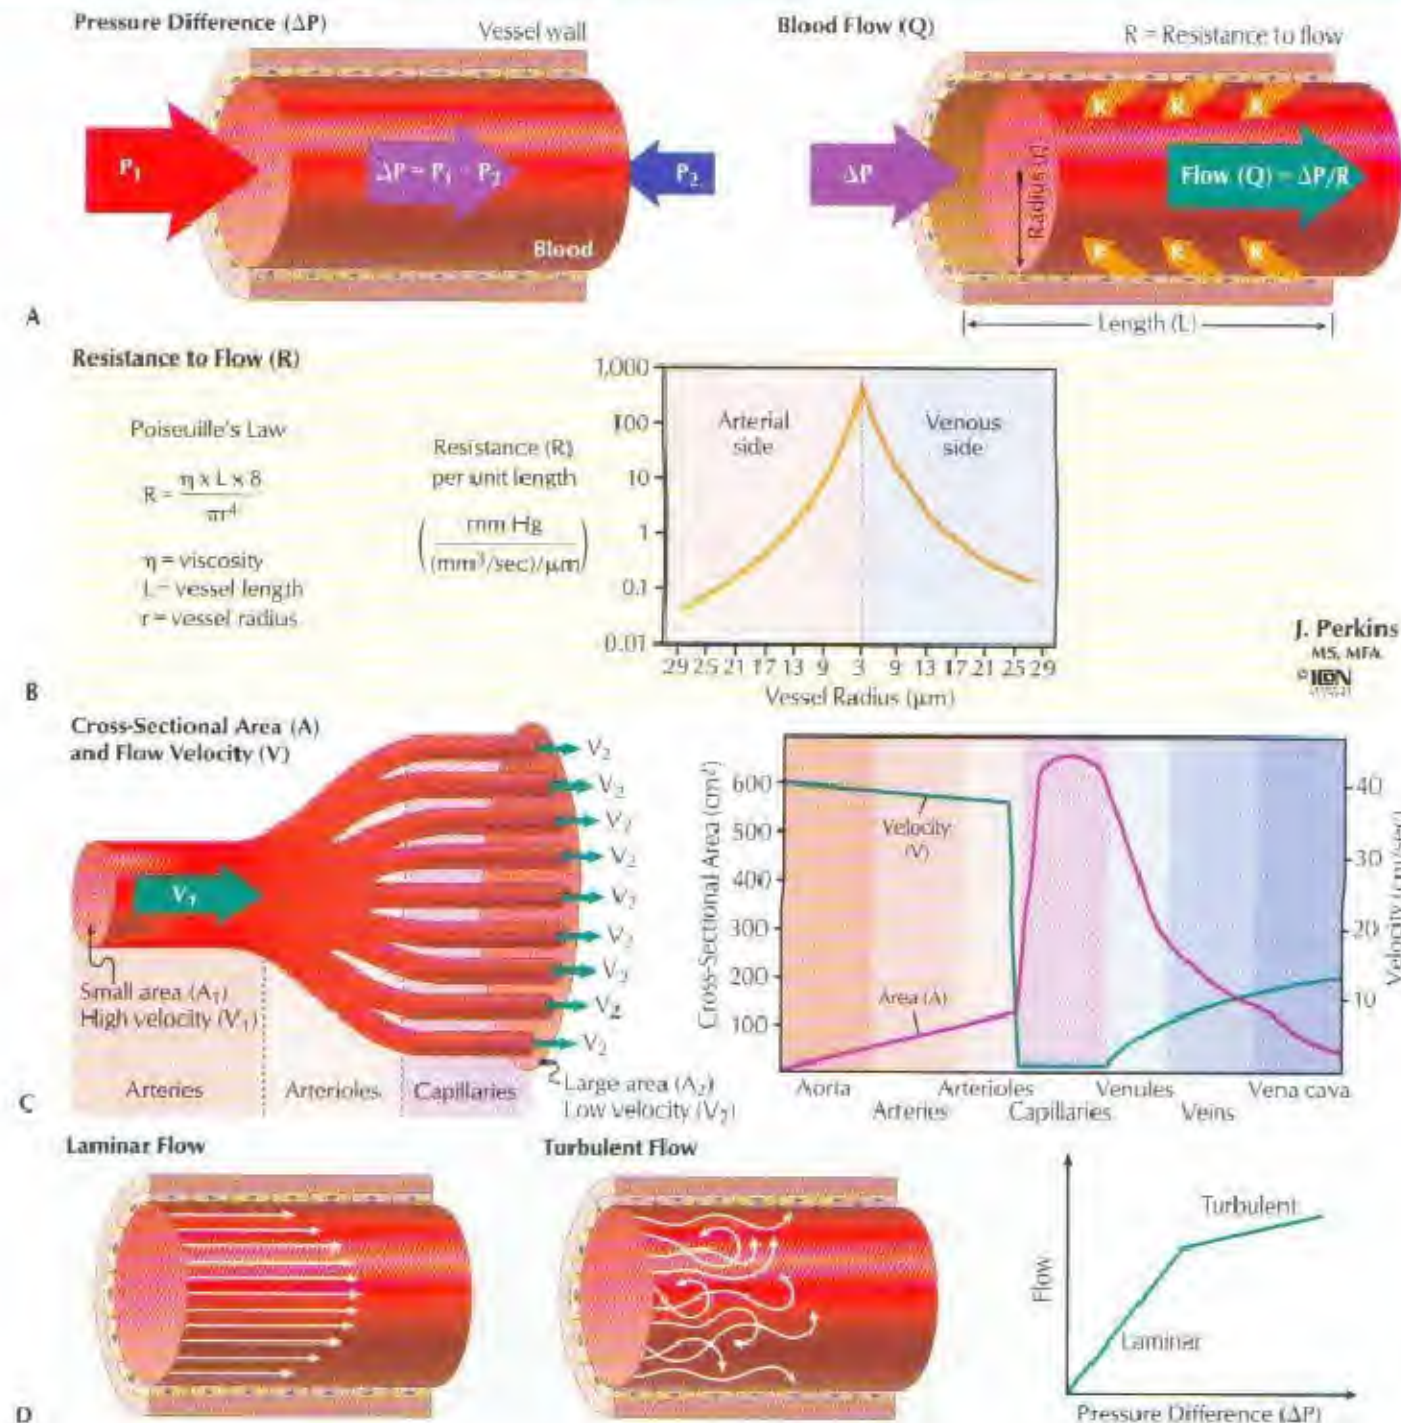 Pressure Difference (ΔP)
Vessel wall
P₁
ΔP = P₁ - P₂
P₂
Blood
Blood Flow (Q)
R = Resistance to flow
R
R
R
ΔP
Radius (r)
Flow (Q) = ΔP/R
R
R
R
Length (L)
A
Resistance to Flow (R)
Poiseuille's Law
R = η x L x 8
πr⁴
η = viscosity
L = vessel length
r = vessel radius
Resistance (R)
per unit length
mm Hg
(mm³/sec)/μm
1,000
100
10
1
0.1
0.01
Arterial
side
Venous
side
29 25 21 17 13 9 3 9 13 17 21 25 29
Vessel Radius (μm)
J. Perkins
MS, MFA
© ICON
B
Cross-Sectional Area (A)
and Flow Velocity (V)
V₁
V₂
V₂
V₂
V₂
V₂
V₂
V₂
V₂
V₂
Small area (A₁)
High velocity (V₁)
Arteries
Arterioles
Capillaries
Large area (A₂)
Low velocity (V₂)
Cross-Sectional Area (cm²)
600
500
400
300
200
100
Velocity
(V)
Area (A)
40
30
20
10
Velocity (cm/sec)
Aorta
Arteries
Arterioles
Capillaries
Venules
Veins
Vena cava
C
Laminar Flow
Turbulent Flow
Flow
Turbulent
Laminar
Pressure Difference (ΔP)
D